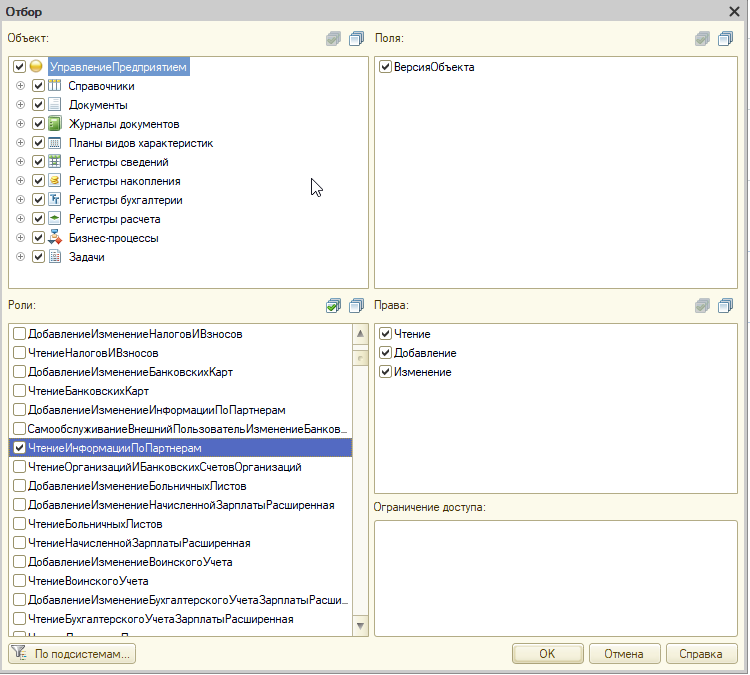 Отбор
Объект:
УправлениеПредприятием
Справочники
Документы
Журналы документов
Планы видов характеристик
Регистры сведений
Регистры накопления
Регистры бухгалтерии
Регистры расчета
Бизнес-процессы
Задачи
Поля:
ВерсияОбъекта
Роли:
ДобавлениеИзменениеНалоговИВзносов
ЧтениеНалоговИВзносов
ДобавлениеИзменениеБанковскихКарт
ЧтениеБанковскихКарт
ДобавлениеИзменениеИнформацииПоПартнерам
СамообслуживаниеВнешнийПользовательИзменениеБанков...
ЧтениеИнформацииПоПартнерам
ЧтениеОрганизацийИБанковскихСчетовОрганизаций
ДобавлениеИзменениеБольничныхЛистов
ДобавлениеИзменениеНачисленнойЗарплатыРасширенная
ЧтениеБольничныхЛистов
ЧтениеНачисленнойЗарплатыРасширенная
ДобавлениеИзменениеВоинскогоУчета
ЧтениеВоинскогоУчета
ДобавлениеИзменениеБухгалтерскогоУчетаЗарплатыРасши...
ЧтениеБухгалтерскогоУчетаЗарплатыРасширенная
Права:
Чтение
Добавление
Изменение
Ограничение доступа:
По подсистемам...
OK
Отмена
Справка